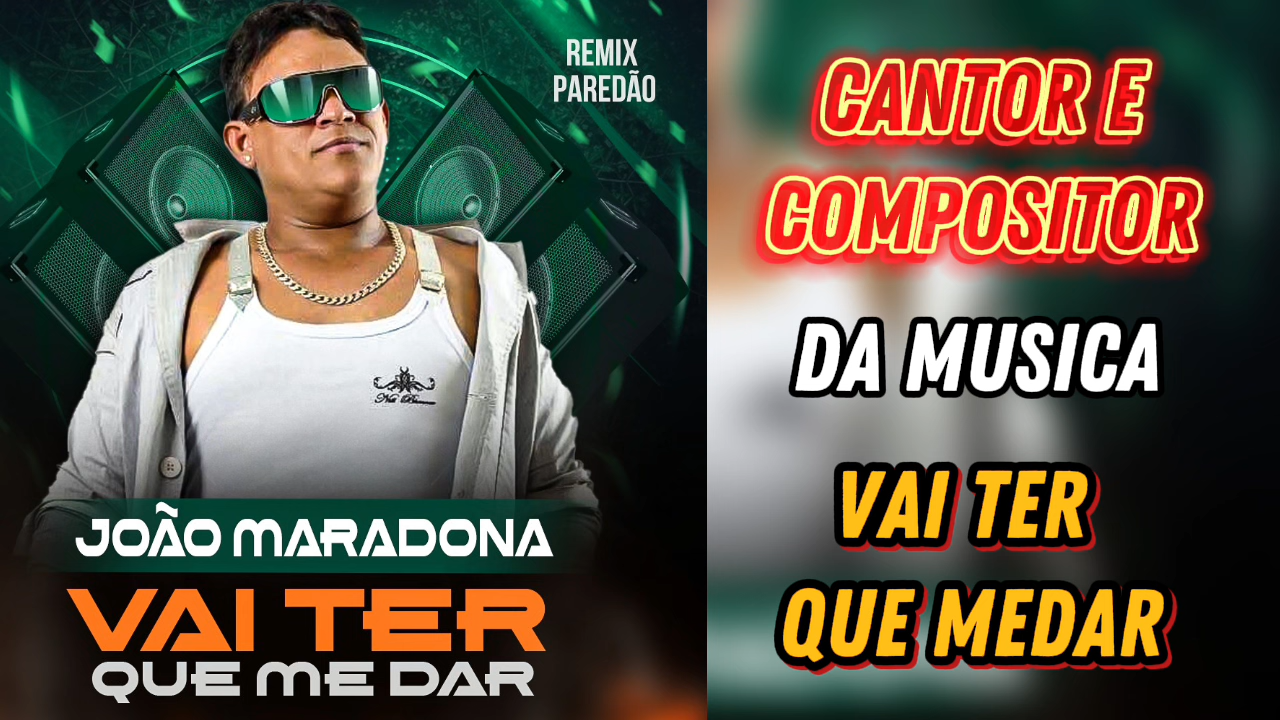 REMIX
PAREDÃO
JOÃO MARADONA
VAI TER
QUE ME DAR
CANTOR E
COMPOSITOR
DA MUSICA
VAI TER
QUE MEDAR